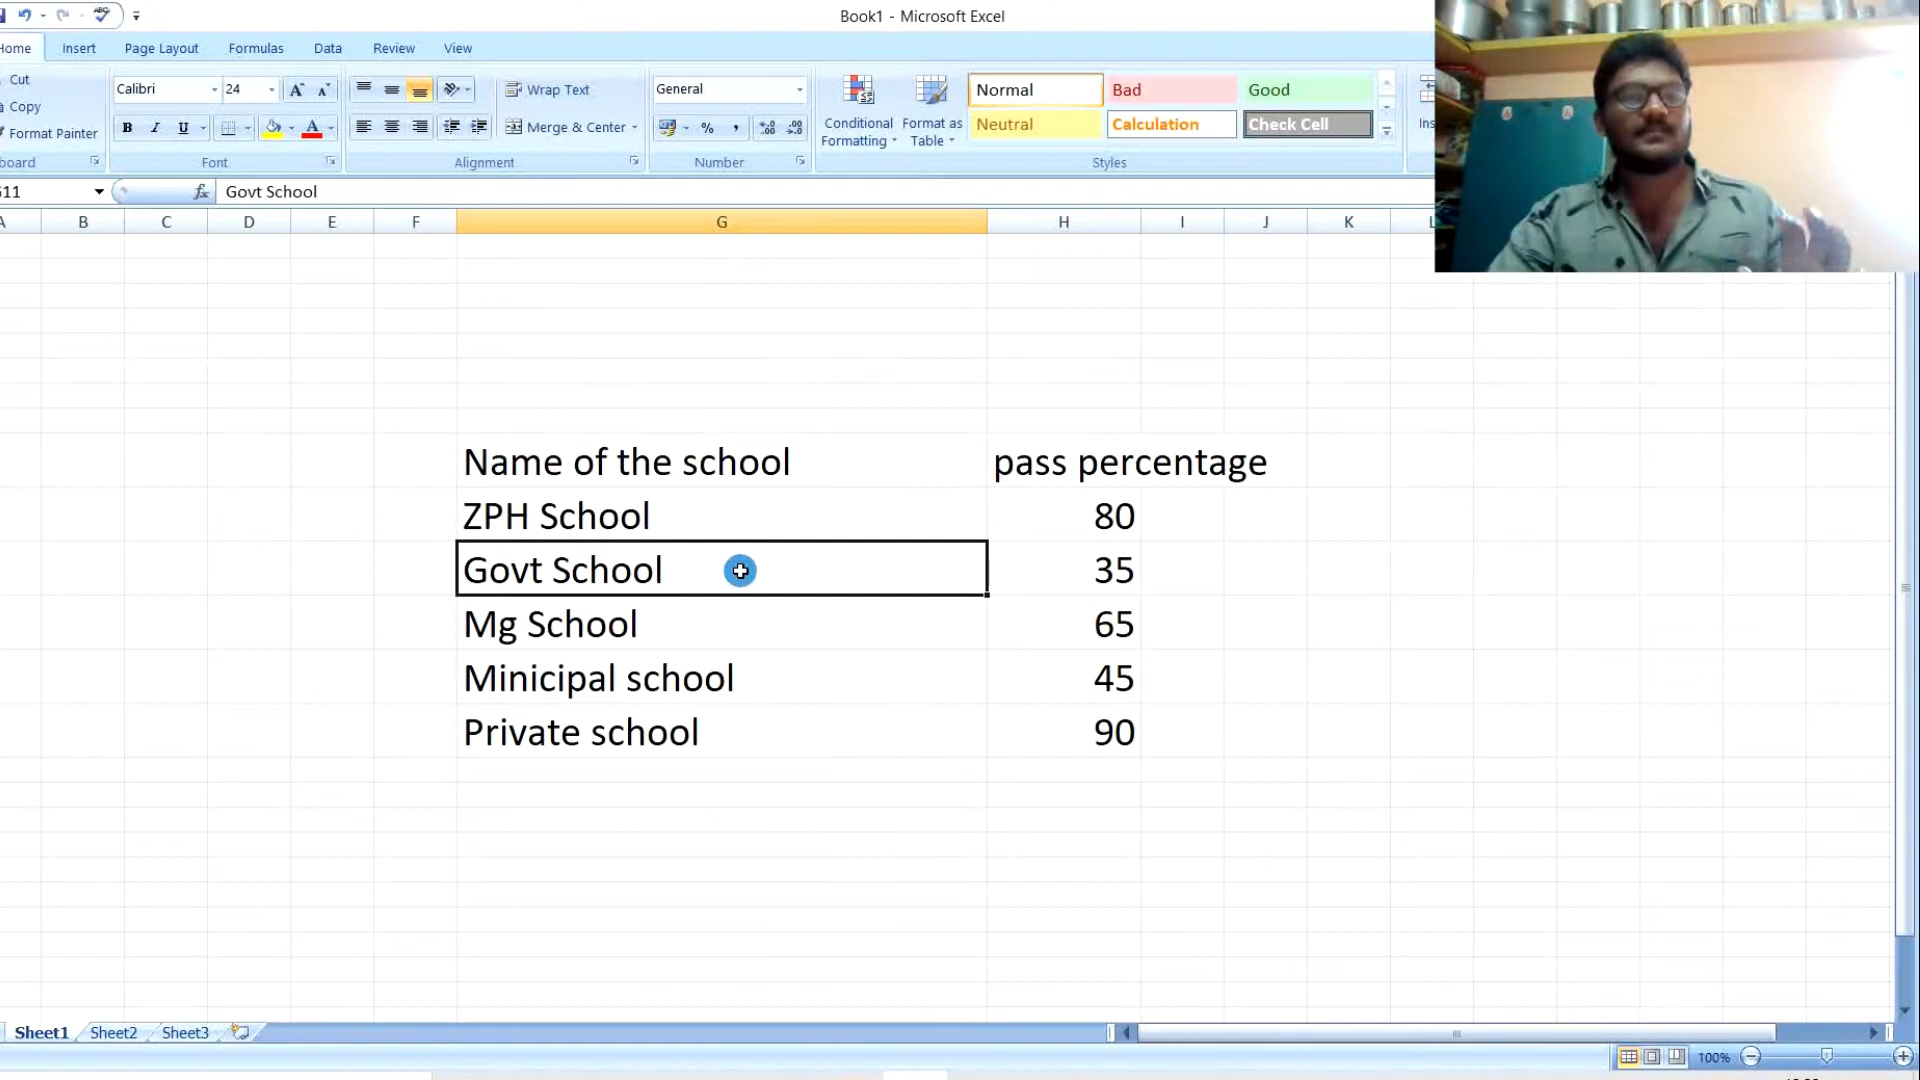 Book1 - Microsoft Excel
Home Insert Page Layout Formulas Data Review View
Cut
Copy
Format Painter
Calibri 24
Wrap Text
Merge & Center
General
Conditional Formatting
Format as Table
Normal Bad Good
Neutral Calculation Check Cell
Font Alignment Number Styles
G11 fx Govt School
A B C D E F G H I J K L
Name of the school pass percentage
ZPH School 80
Govt School 35
Mg School 65
Minicipal school 45
Private school 90
Sheet1 Sheet2 Sheet3
100%